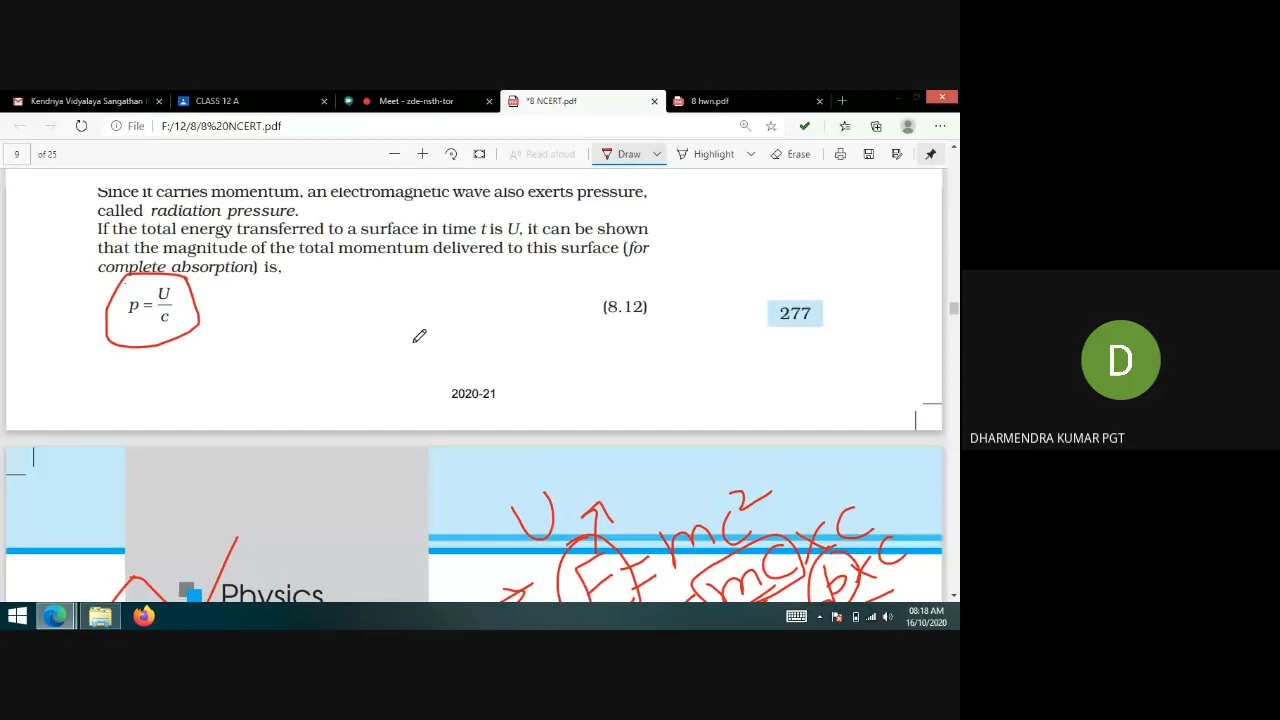 Kendriya Vidyalaya Sangathan
CLASS 12 A
Meet - zde-nsth-tor
*8 NCERT.pdf
8 hwn.pdf
File
F:/12/8/8%20NCERT.pdf
9
of 25
Read aloud
Draw
Highlight
Erase
Since it carries momentum, an electromagnetic wave also exerts pressure,
called radiation pressure.
If the total energy transferred to a surface in time t is U, it can be shown
that the magnitude of the total momentum delivered to this surface (for
complete absorption) is,
p = U/c
(8.12)
277
2020-21
U
E = mc²
mc × c
p × c
Physics
D
DHARMENDRA KUMAR PGT
08:18 AM
16/10/2020